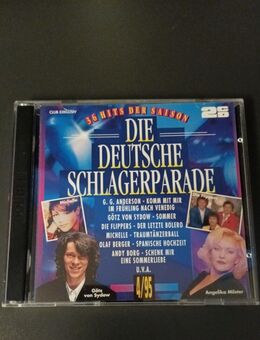 CLUB EDITION
36 HITS DER SAISON
2CD
DIE
DEUTSCHE
SCHLAGERPARADE
Michelle
G. G. ANDERSON - KOMM MIT MIR
IM FRÜHLING NACH VENEDIG
GÖTZ VON SYDOW - SOMMER
DIE FLIPPERS - DER LETZTE BOLERO
MICHELLE - TRAUMTÄNZERBALL
OLAF BERGER - SPANISCHE HOCHZEIT
ANDY BORG - SCHENK MIR
EINE SOMMERLIEBE
U.V.A.
4/95
Götz
von Sydow
Angelika Milster